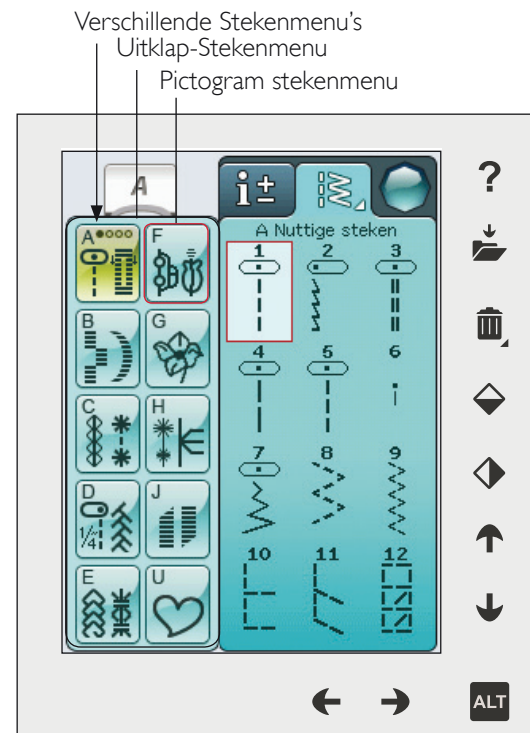 Verschillende Stekenmenu's
Uitklap-Stekenmenu
Pictogram stekenmenu
A
i±
?
A Nuttige steken
A
F
1
2
3
B
G
4
5
6
C
H
7
8
9
D
J
1/4
10
11
12
E
U
ALT